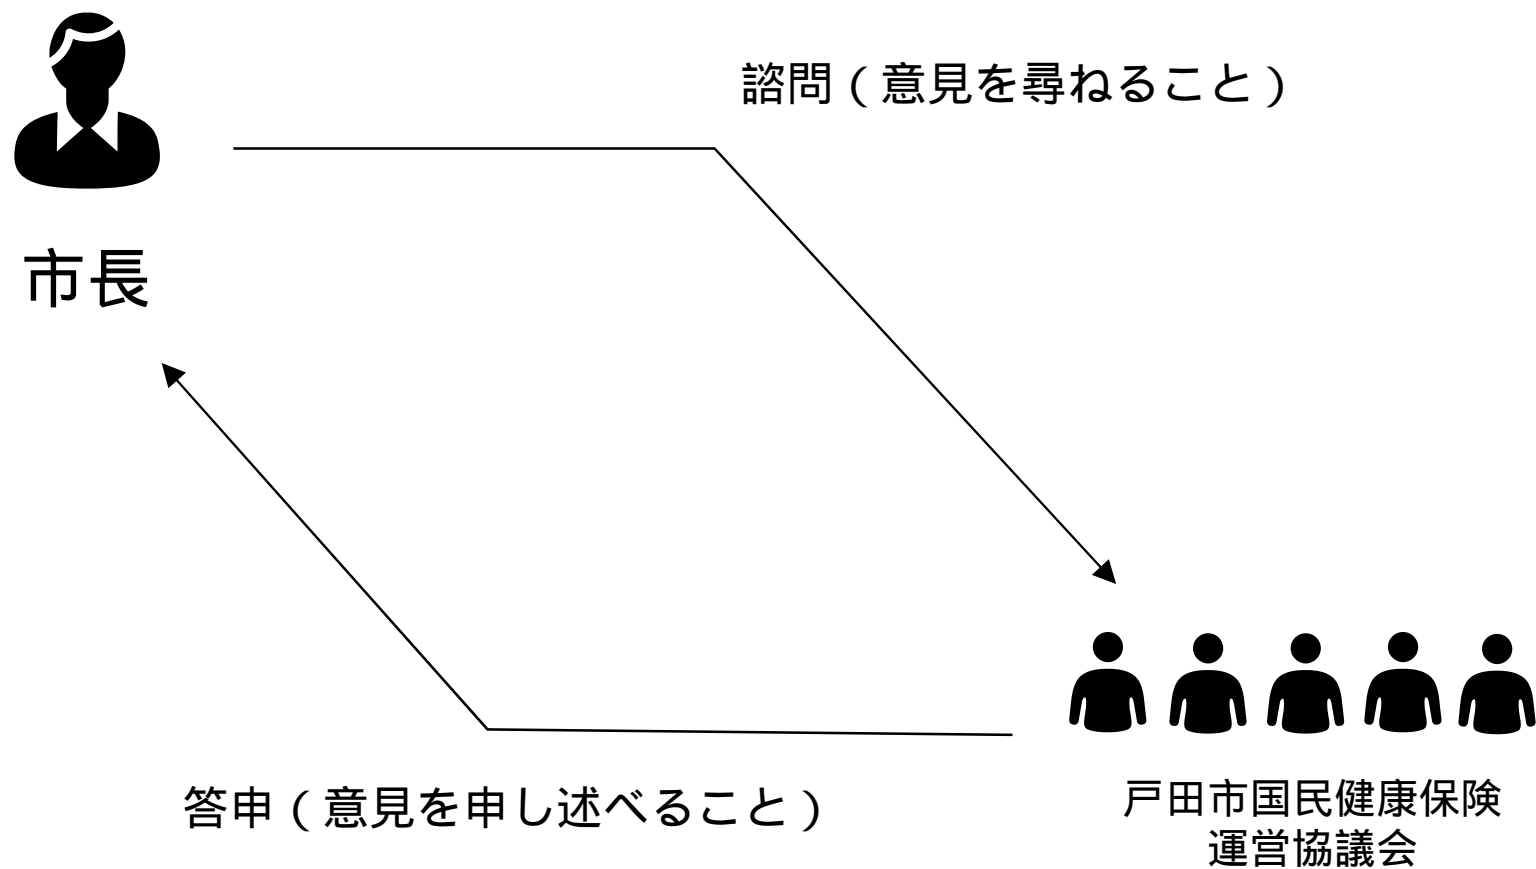 諮問（意見を尋ねること）
市長
答申（意見を申し述べること）
戸田市国民健康保険
運営協議会